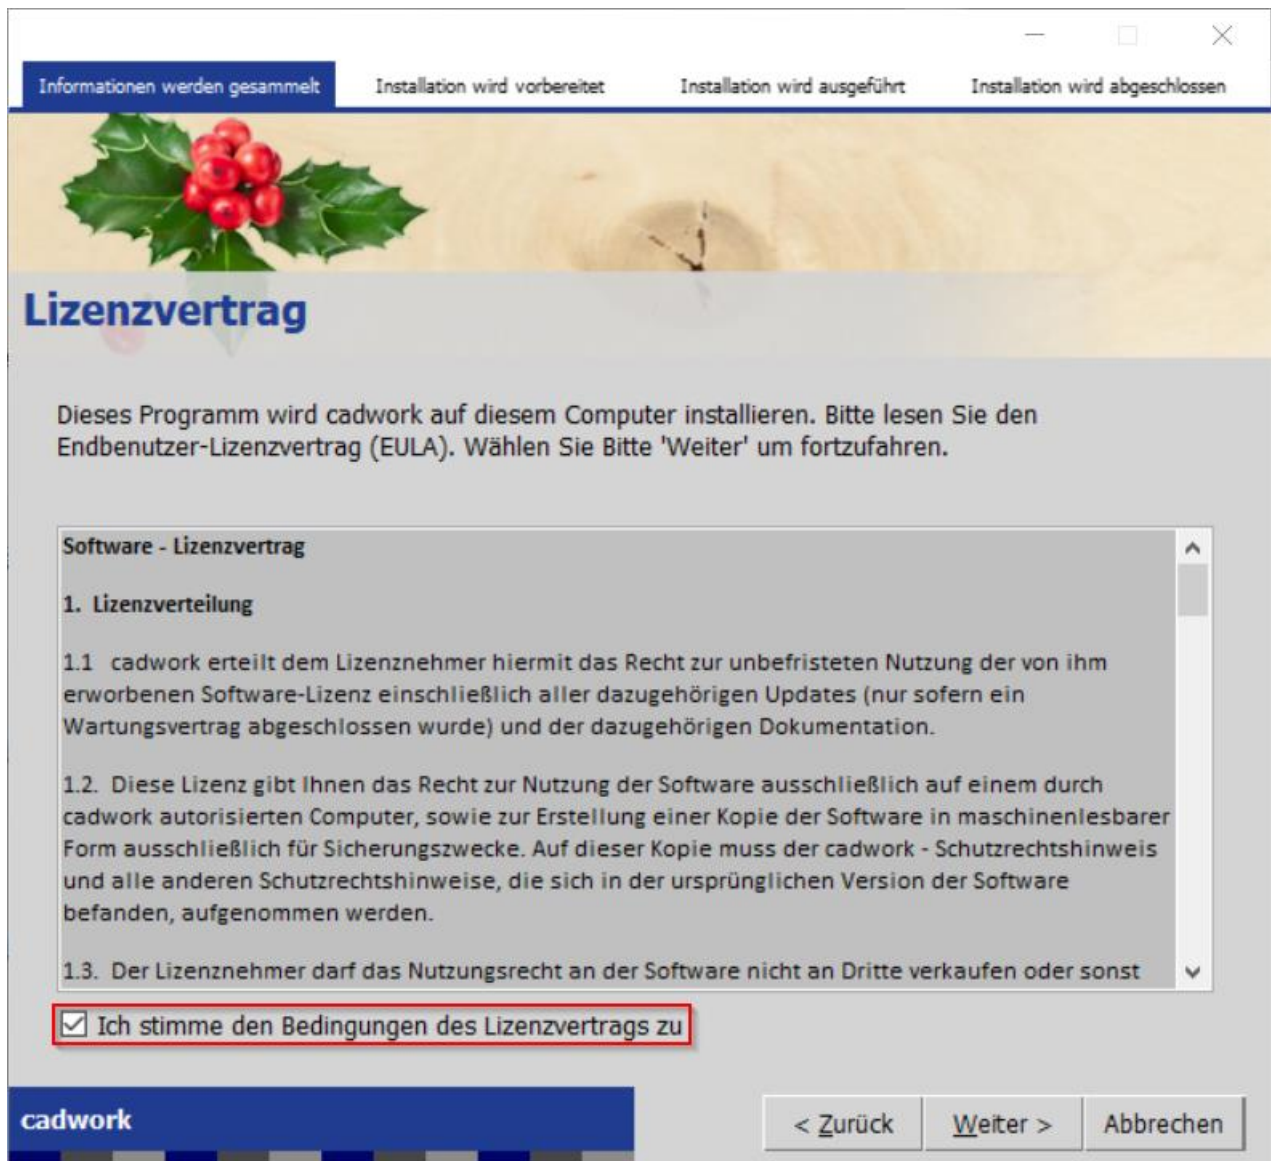 Informationen werden gesammelt Installation wird vorbereitet Installation wird ausgeführt Installation wird abgeschlossen
Lizenzvertrag
Dieses Programm wird cadwork auf diesem Computer installieren. Bitte lesen Sie den
Endbenutzer-Lizenzvertrag (EULA). Wählen Sie Bitte 'Weiter' um fortzufahren.
Software - Lizenzvertrag
1. Lizenzverteilung
1.1 cadwork erteilt dem Lizenznehmer hiermit das Recht zur unbefristeten Nutzung der von ihm
erworbenen Software-Lizenz einschließlich aller dazugehörigen Updates (nur sofern ein
Wartungsvertrag abgeschlossen wurde) und der dazugehörigen Dokumentation.
1.2. Diese Lizenz gibt Ihnen das Recht zur Nutzung der Software ausschließlich auf einem durch
cadwork autorisierten Computer, sowie zur Erstellung einer Kopie der Software in maschinenlesbarer
Form ausschließlich für Sicherungszwecke. Auf dieser Kopie muss der cadwork - Schutzrechtshinweis
und alle anderen Schutzrechtshinweise, die sich in der ursprünglichen Version der Software
befanden, aufgenommen werden.
1.3. Der Lizenznehmer darf das Nutzungsrecht an der Software nicht an Dritte verkaufen oder sonst
Ich stimme den Bedingungen des Lizenzvertrags zu
cadwork
< Zurück Weiter > Abbrechen